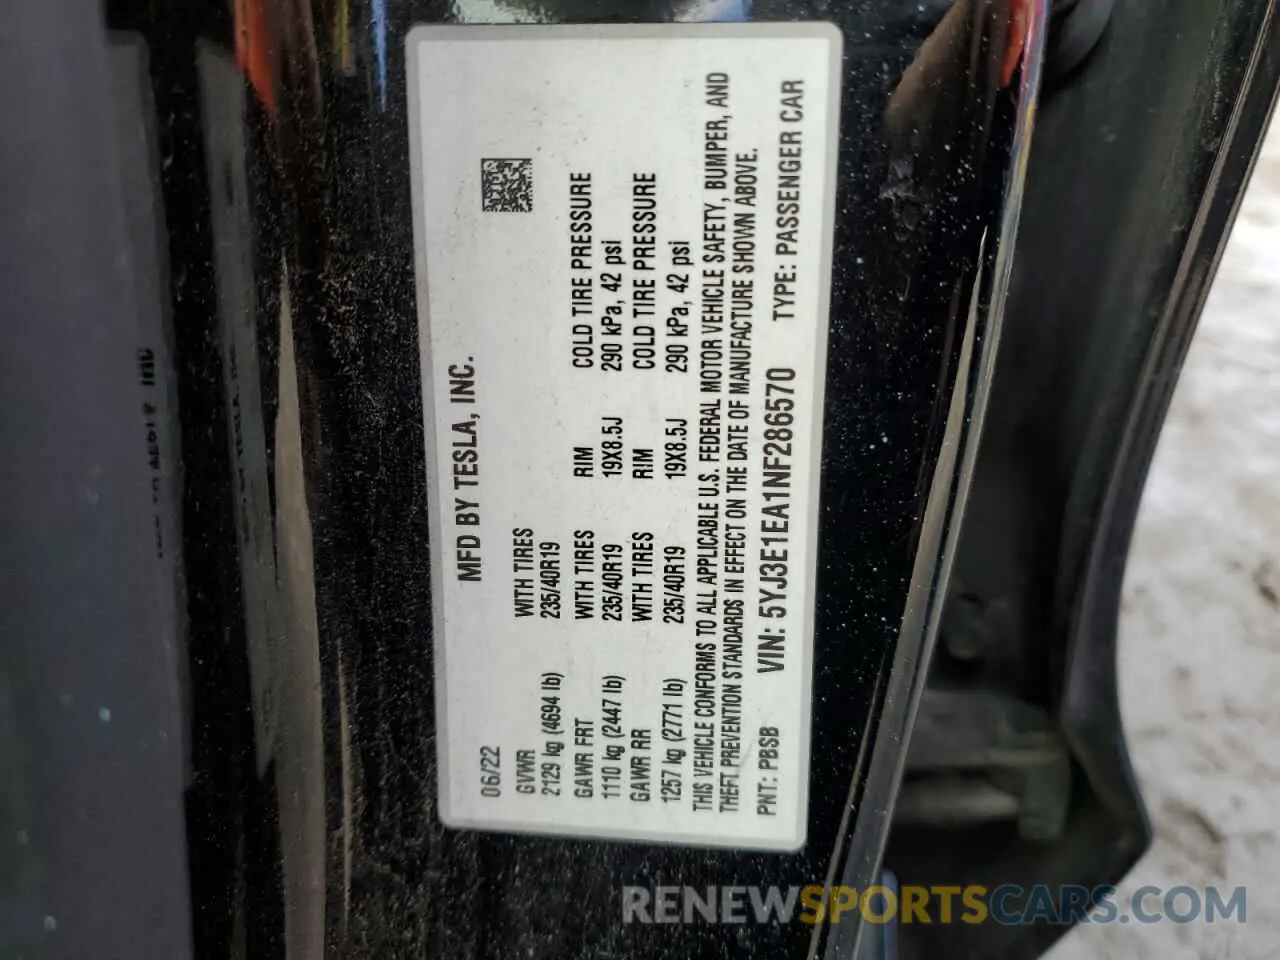 MFD BY TESLA, INC.
06/22
GVWR WITH TIRES
2129 kg (4694 lb) 235/40R19
GAWR FRT WITH TIRES RIM COLD TIRE PRESSURE
1110 kg (2447 lb) 235/40R19 19X8.5J 290 kPa, 42 psi
GAWR RR WITH TIRES RIM COLD TIRE PRESSURE
1257 kg (2771 lb) 235/40R19 19X8.5J 290 kPa, 42 psi
THIS VEHICLE CONFORMS TO ALL APPLICABLE U.S. FEDERAL MOTOR VEHICLE SAFETY, BUMPER, AND
THEFT PREVENTION STANDARDS IN EFFECT ON THE DATE OF MANUFACTURE SHOWN ABOVE.
PNT: PBSB VIN: 5YJ3E1EA1NF286570 TYPE: PASSENGER CAR
RENEWSPORTSCARS.COM